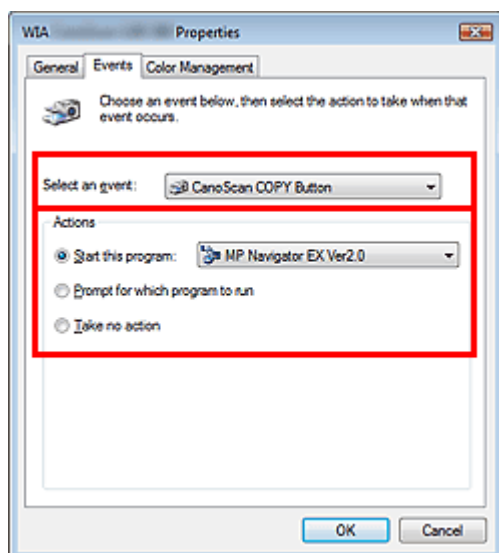 WIA Properties
General Events Color Management
Choose an event below, then select the action to take when that
event occurs.
Select an event: CanoScan COPY Button
Actions
Start this program: MP Navigator EX Ver2.0
Prompt for which program to run
Take no action
OK Cancel